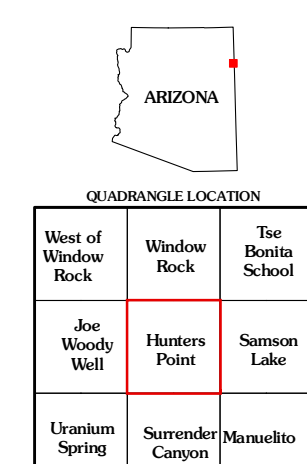 ARIZONA
QUADRANGLE LOCATION
West of
Window
Rock
Window
Rock
Tse
Bonita
School
Joe
Woody
Well
Hunters
Point
Samson
Lake
Uranium
Spring
Surrender
Canyon
Manuelito